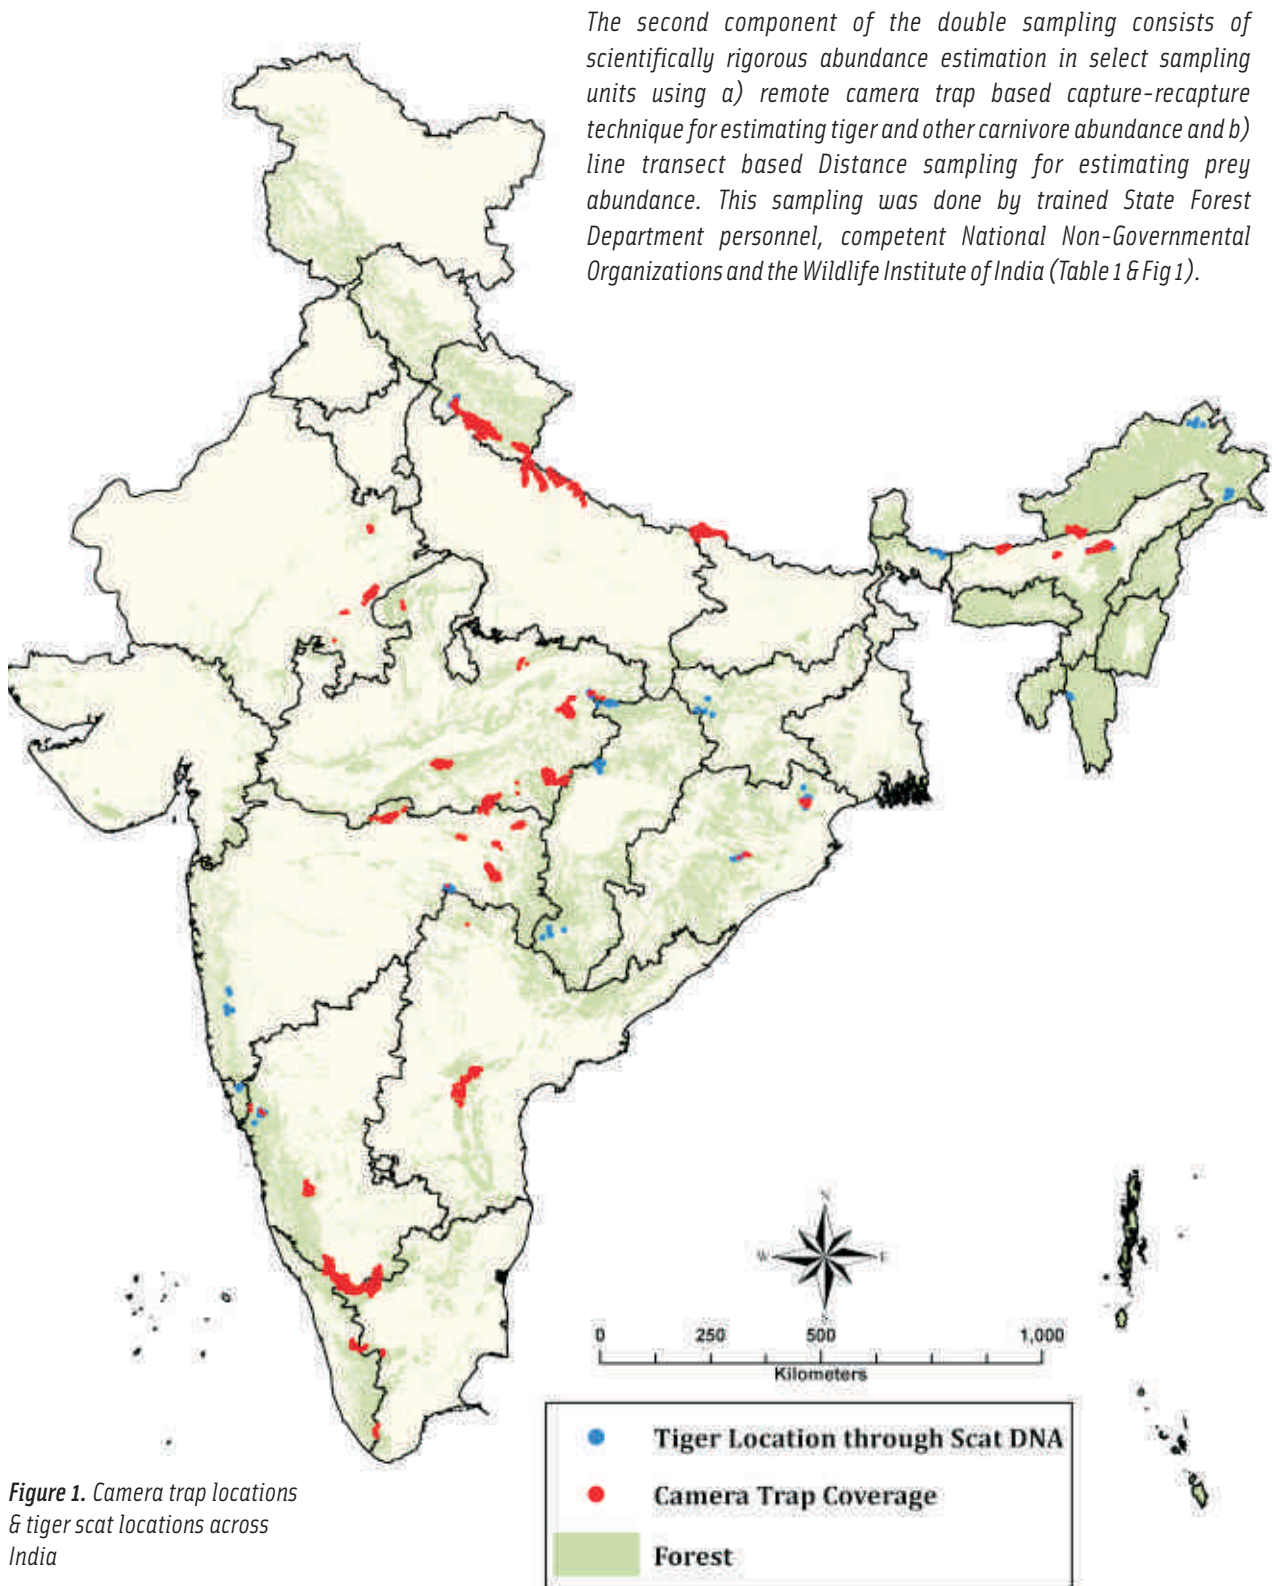 The second component of the double sampling consists of
scientifically rigorous abundance estimation in select sampling
units using a) remote camera trap based capture-recapture
technique for estimating tiger and other carnivore abundance and b)
line transect based Distance sampling for estimating prey
abundance. This sampling was done by trained State Forest
Department personnel, competent National Non-Governmental
Organizations and the Wildlife Institute of India (Table 1 & Fig 1).
N
W E
S
0 250 500 1,000
Kilometers
Tiger Location through Scat DNA
Camera Trap Coverage
Forest
Figure 1. Camera trap locations
& tiger scat locations across
India